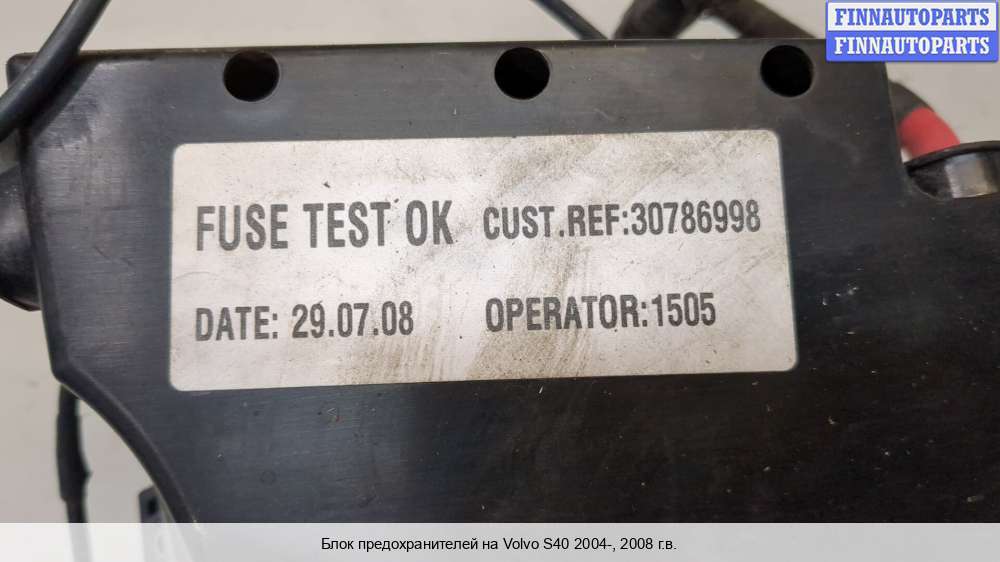 FINNAUTOPARTS
FINNAUTOPARTS
FUSE TEST OK CUST.REF:30786998
DATE: 29.07.08 OPERATOR:1505
Блок предохранителей на Volvo S40 2004-, 2008 г.в.